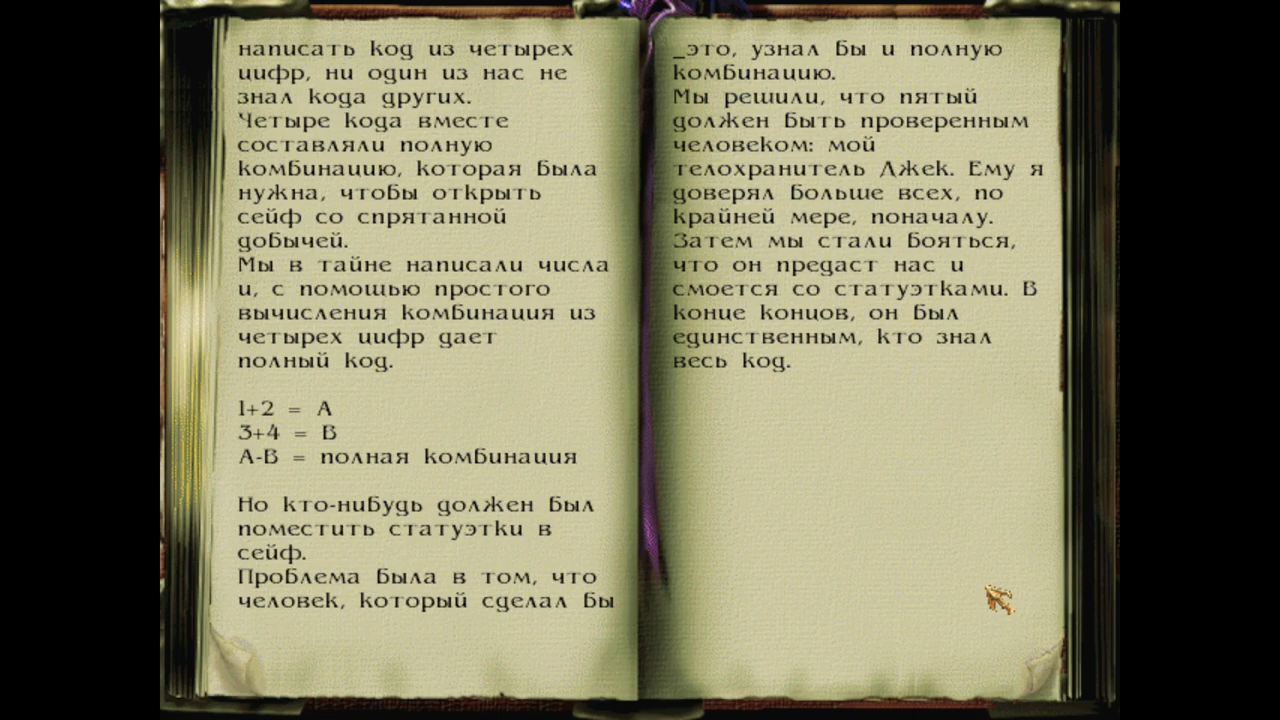 написать код из четырех
цифр, ни один из нас не
знал кода других.
Четыре кода вместе
составляли полную
комбинацию, которая была
нужна, чтобы открыть
сейф со спрятанной
добычей.
Мы в тайне написали числа
и, с помощью простого
вычисления комбинация из
четырех цифр дает
полный код.
1+2 = А
3+4 = В
А-В = полная комбинация
Но кто-нибудь должен был
поместить статуэтки в
сейф.
Проблема была в том, что
человек, который сделал бы
_это, узнал бы и полную
комбинацию.
Мы решили, что пятый
должен быть проверенным
человеком: мой
телохранитель Джек. Ему я
доверял больше всех, по
крайней мере, поначалу.
Затем мы стали бояться,
что он предаст нас и
смоется со статуэтками. В
конце концов, он был
единственным, кто знал
весь код.